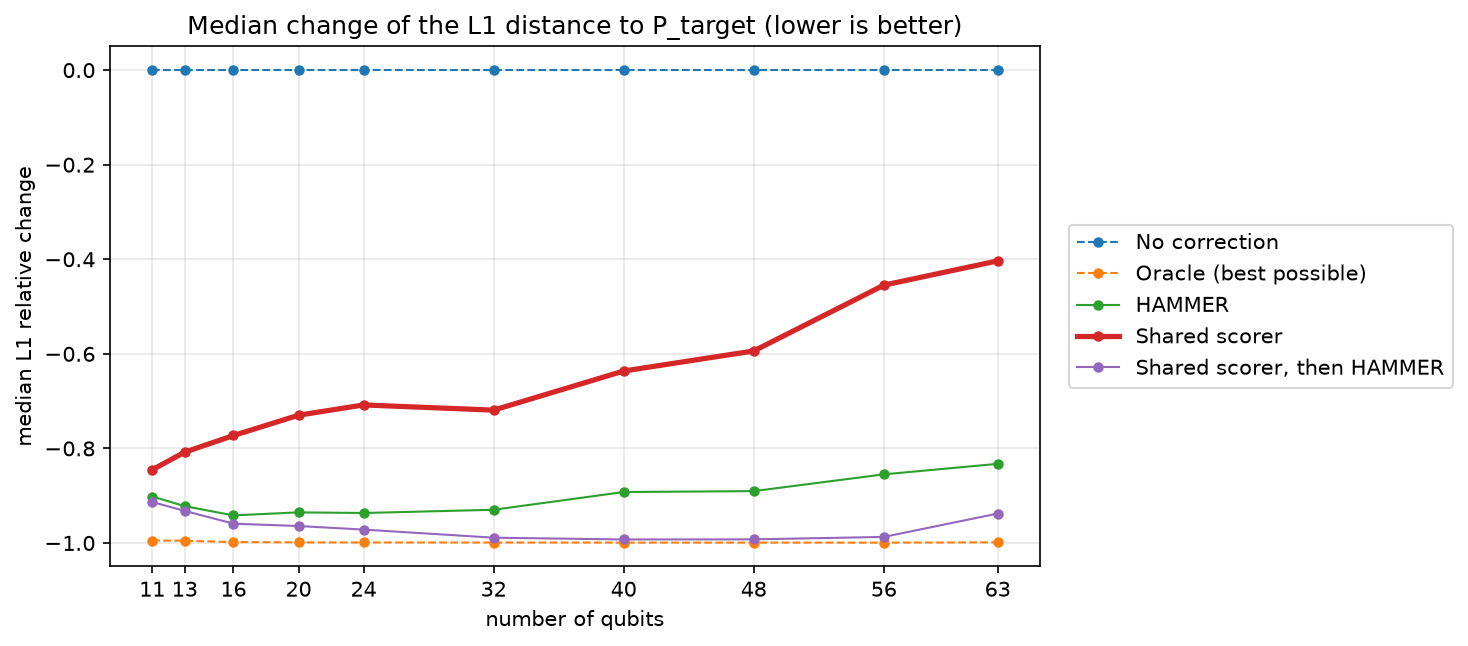 Median change of the L1 distance to P_target (lower is better)
median L1 relative change
0.0
−0.2
−0.4
−0.6
−0.8
−1.0
11 13 16 20 24 32 40 48 56 63
number of qubits
No correction
Oracle (best possible)
HAMMER
Shared scorer
Shared scorer, then HAMMER